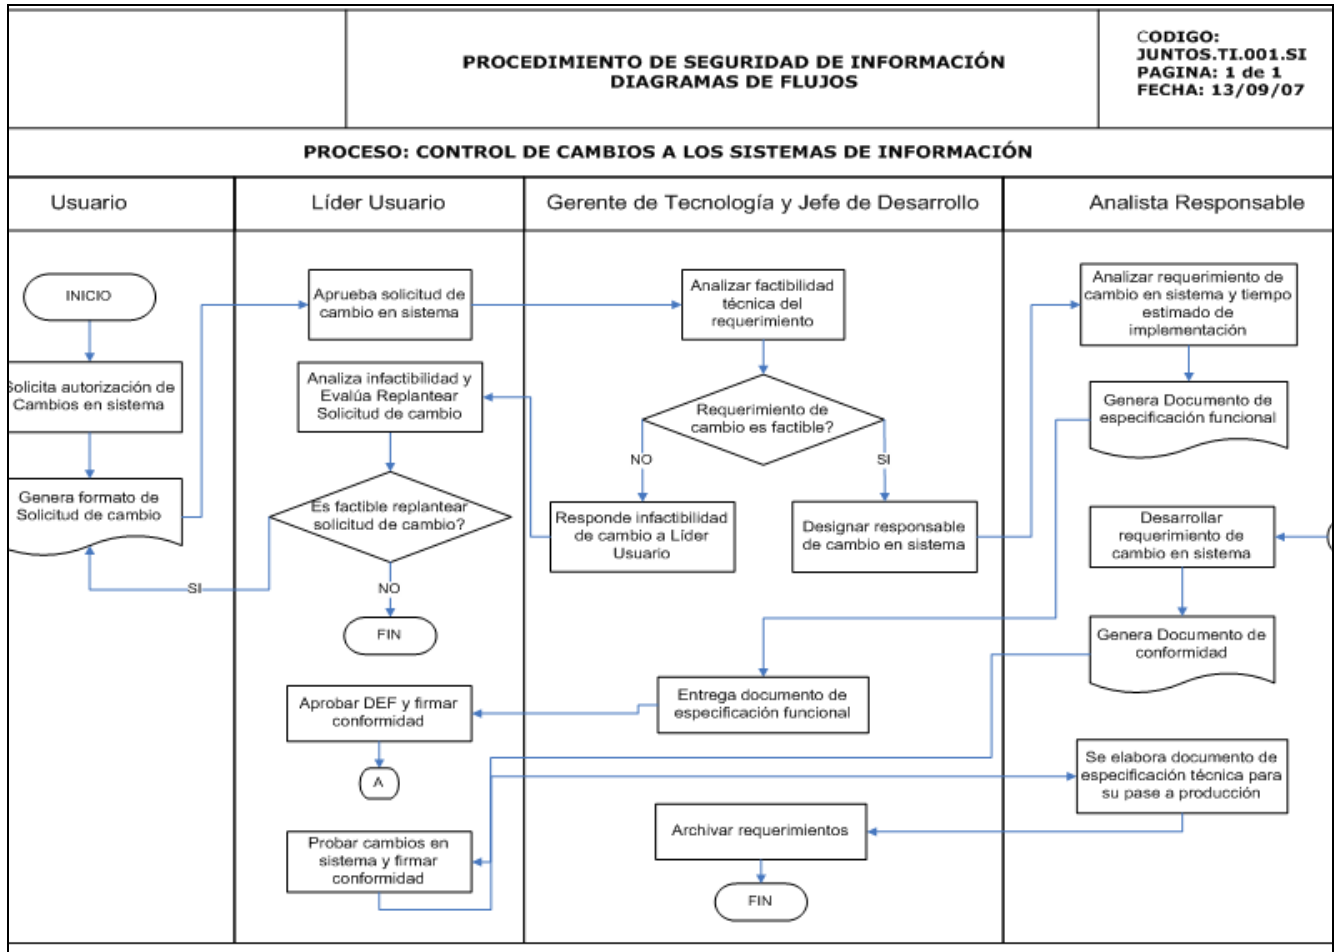 PROCEDIMIENTO DE SEGURIDAD DE INFORMACIÓN
DIAGRAMAS DE FLUJOS
CODIGO:
JUNTOS.TI.001.SI
PAGINA: 1 de 1
FECHA: 13/09/07
PROCESO: CONTROL DE CAMBIOS A LOS SISTEMAS DE INFORMACIÓN
Usuario
Líder Usuario
Gerente de Tecnología y Jefe de Desarrollo
Analista Responsable
INICIO
Solicita autorización de
Cambios en sistema
Genera formato de
Solicitud de cambio
Aprueba solicitud de
cambio en sistema
Analiza infactibilidad y
Evalúa Replantear
Solicitud de cambio
Es factible replantear
solicitud de cambio?
SI
NO
FIN
Aprobar DEF y firmar
conformidad
A
Probar cambios en
sistema y firmar
conformidad
Analizar factibilidad
técnica del
requerimiento
Requerimiento de
cambio es factible?
NO
SI
Responde infactibilidad
de cambio a Líder
Usuario
Designar responsable
de cambio en sistema
Entrega documento de
especificación funcional
Archivar requerimientos
FIN
Analizar requerimiento de
cambio en sistema y tiempo
estimado de
implementación
Genera Documento de
especificación funcional
Desarrollar
requerimiento de
cambio en sistema
Genera Documento de
conformidad
Se elabora documento de
especificación técnica para
su pase a producción